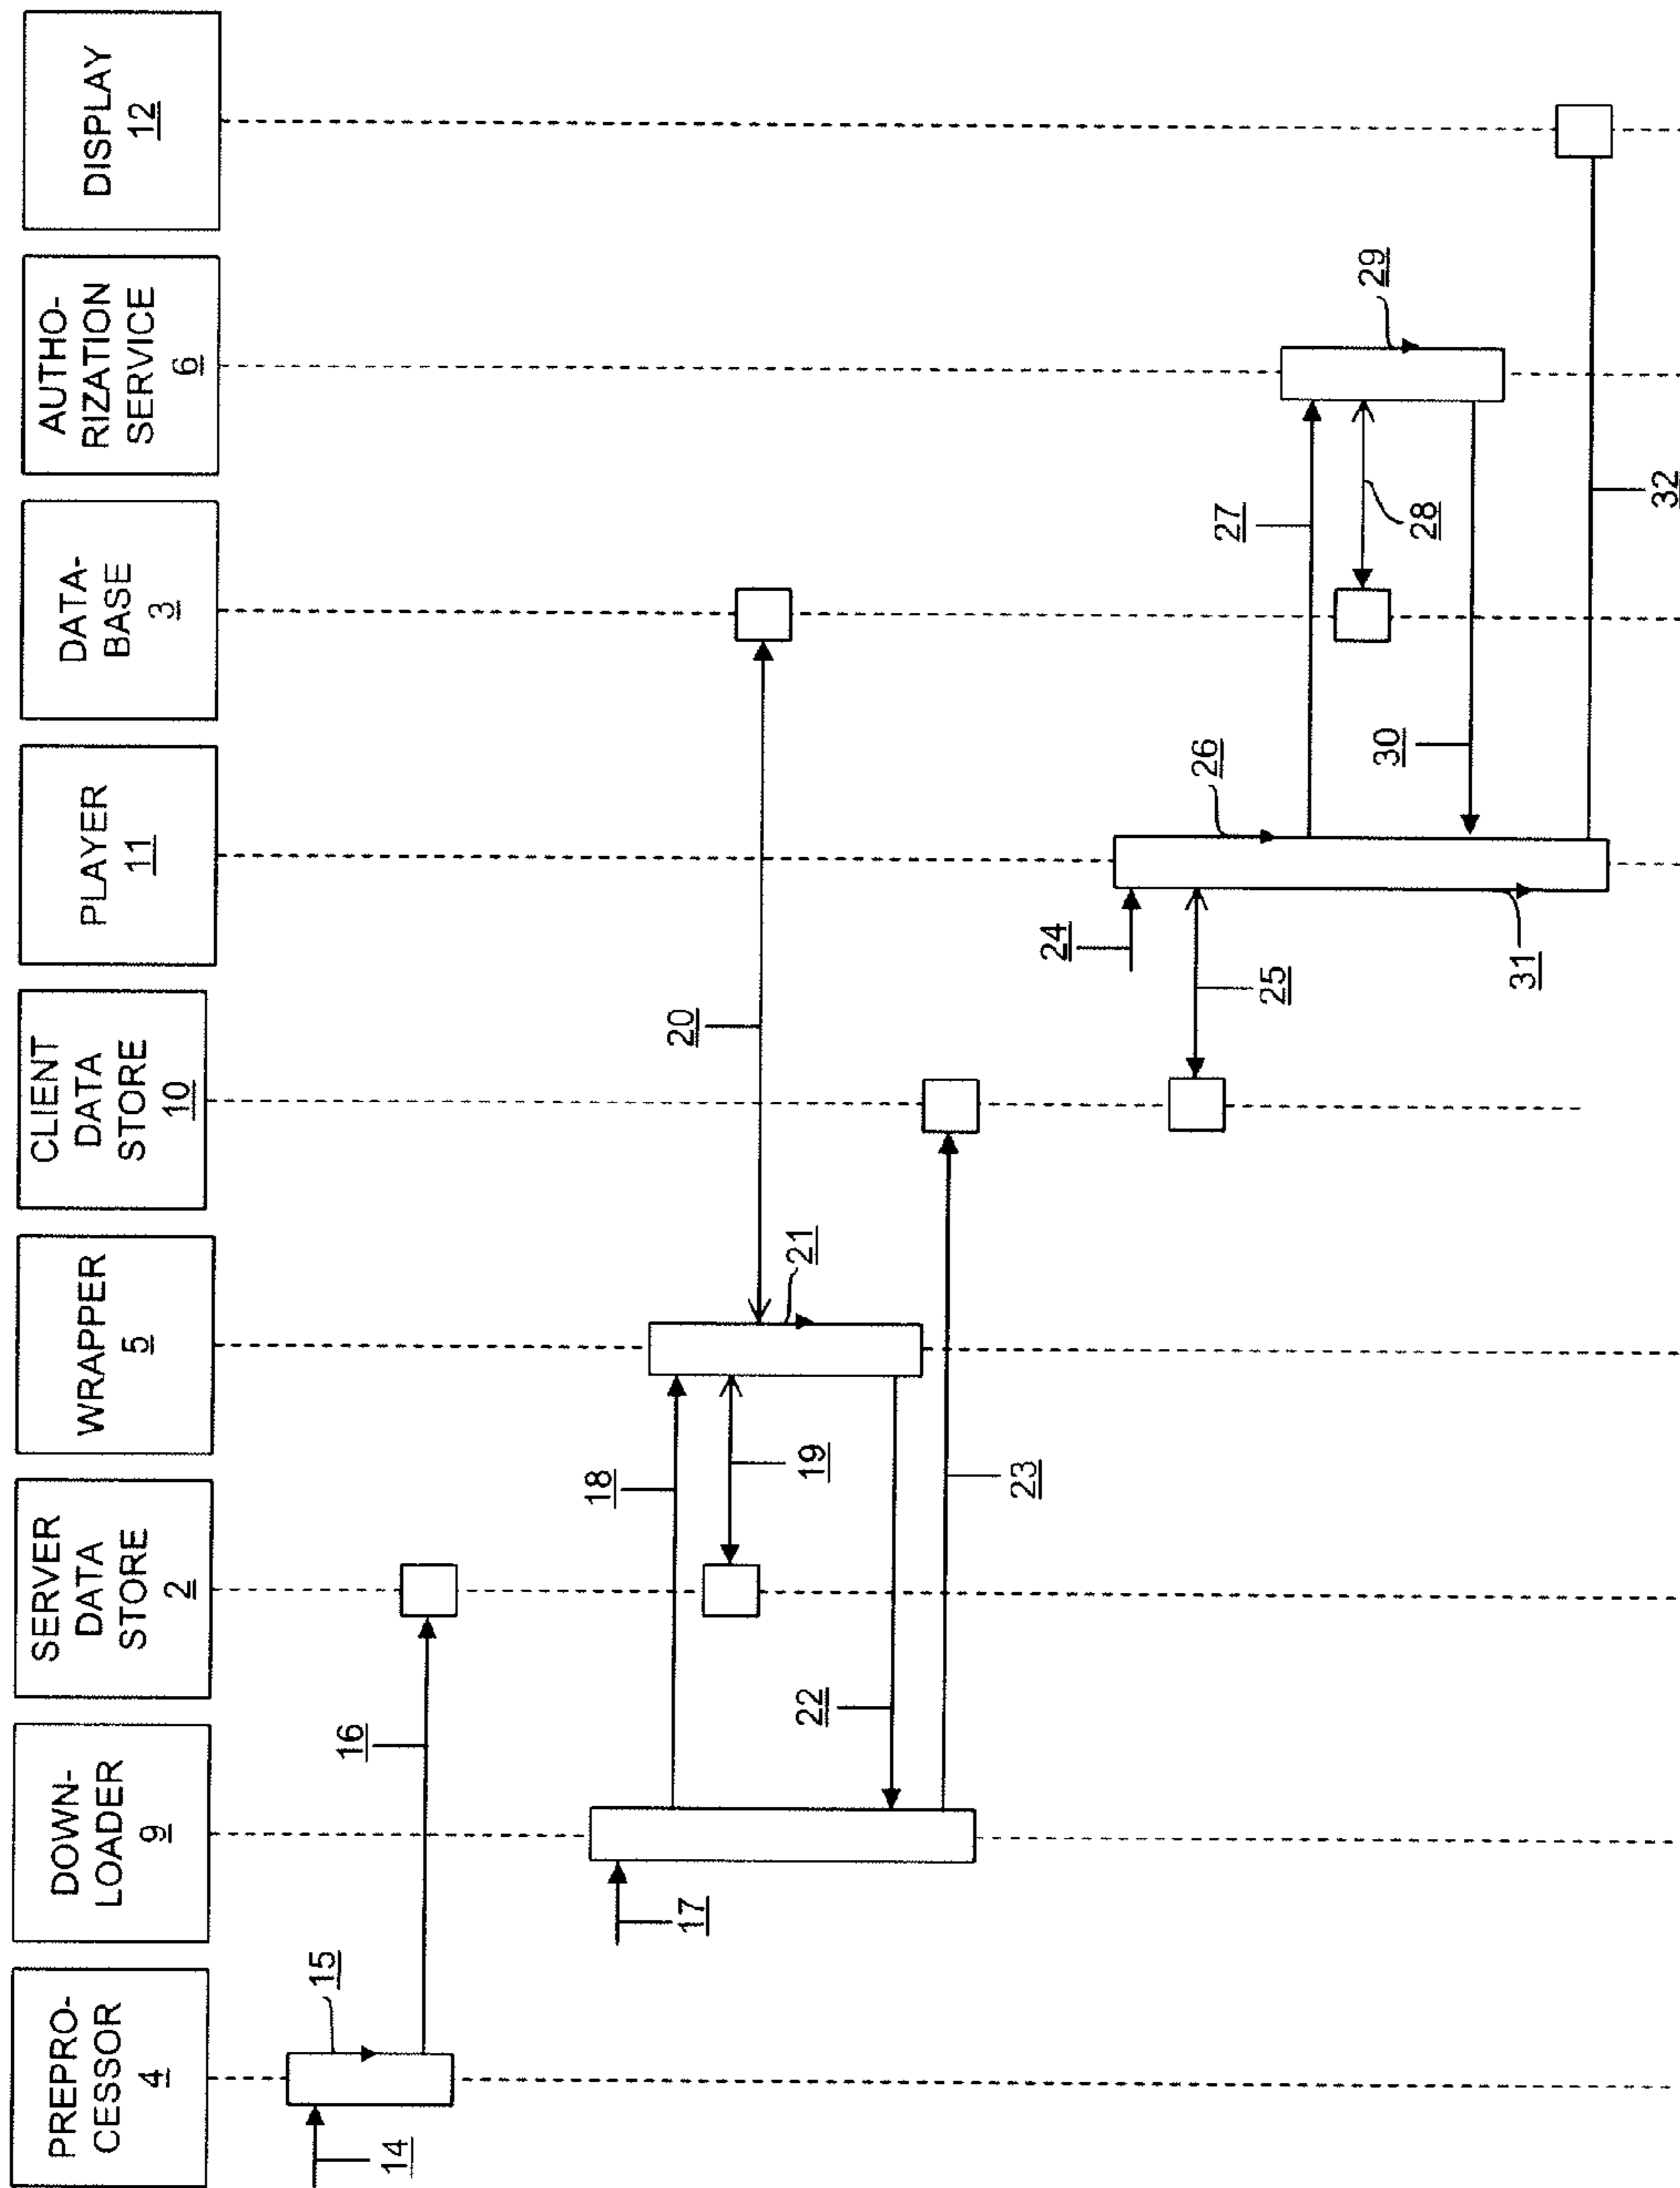 PREPRO-
CESSOR
4
DOWN-
LOADER
9
SERVER
DATA
STORE
2
WRAPPER
5
CLIENT
DATA
STORE
10
PLAYER
11
DATA-
BASE
3
AUTHO-
RIZATION
SERVICE
6
DISPLAY
12
14
15
16
17
18
19
20
21
22
23
24
25
26
27
28
29
30
31
32